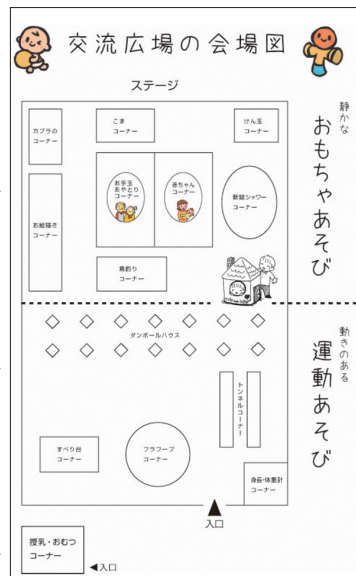 交流広場の会場図
ステージ
カプラの
コーナー
こま
コーナー
けん玉
コーナー
お手玉
おやとり
コーナー
赤ちゃん
コーナー
新聞シャワー
コーナー
お絵描き
コーナー
魚釣り
コーナー
静かな
おもちゃあそび
ダンボールハウス
動きのある
運動あそび
トンネルコーナー
すべり台
コーナー
フラフープ
コーナー
身長・体重計
コーナー
入口
授乳・おむつ
コーナー
◀入口